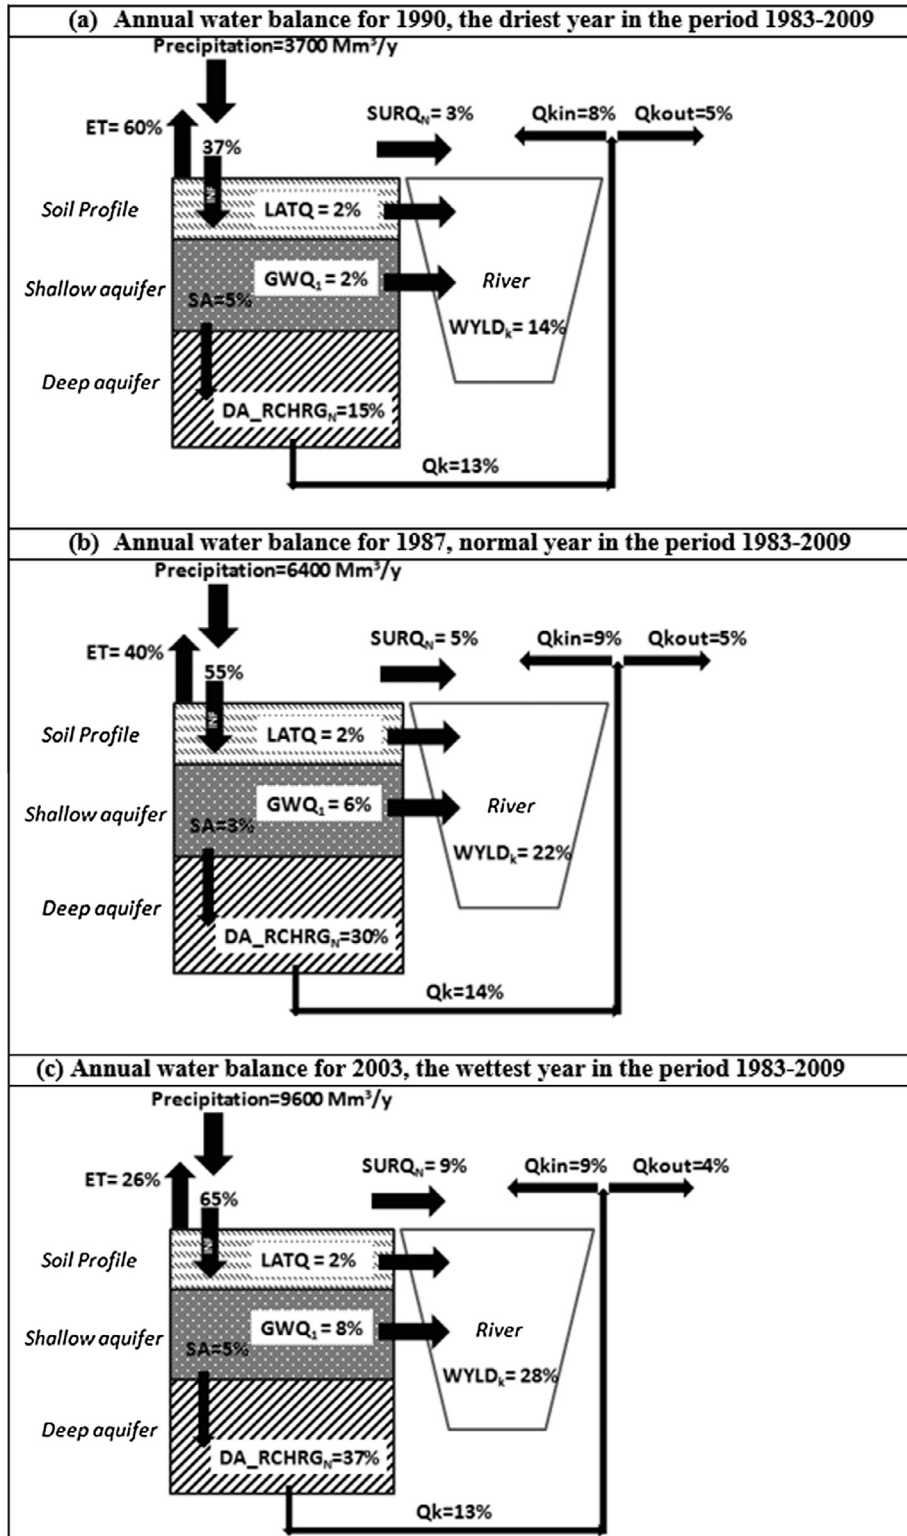 (a) Annual water balance for 1990, the driest year in the period 1983-2009
Precipitation=3700 Mm³/y
ET= 60%
37%
SURQN= 3%
Qkin=8%
Qkout=5%
INF
Soil Profile
LATQ = 2%
Shallow aquifer
GWQ1 = 2%
SA=5%
River
WYLDk= 14%
Deep aquifer
DA_RCHRGN=15%
Qk=13%
(b) Annual water balance for 1987, normal year in the period 1983-2009
Precipitation=6400 Mm³/y
ET= 40%
55%
SURQN= 5%
Qkin=9%
Qkout=5%
INF
Soil Profile
LATQ = 2%
Shallow aquifer
GWQ1 = 6%
SA=3%
River
WYLDk= 22%
Deep aquifer
DA_RCHRGN=30%
Qk=14%
(c) Annual water balance for 2003, the wettest year in the period 1983-2009
Precipitation=9600 Mm³/y
ET= 26%
65%
SURQN= 9%
Qkin=9%
Qkout=4%
INF
Soil Profile
LATQ = 2%
Shallow aquifer
GWQ1 = 8%
SA=5%
River
WYLDk= 28%
Deep aquifer
DA_RCHRGN=37%
Qk=13%